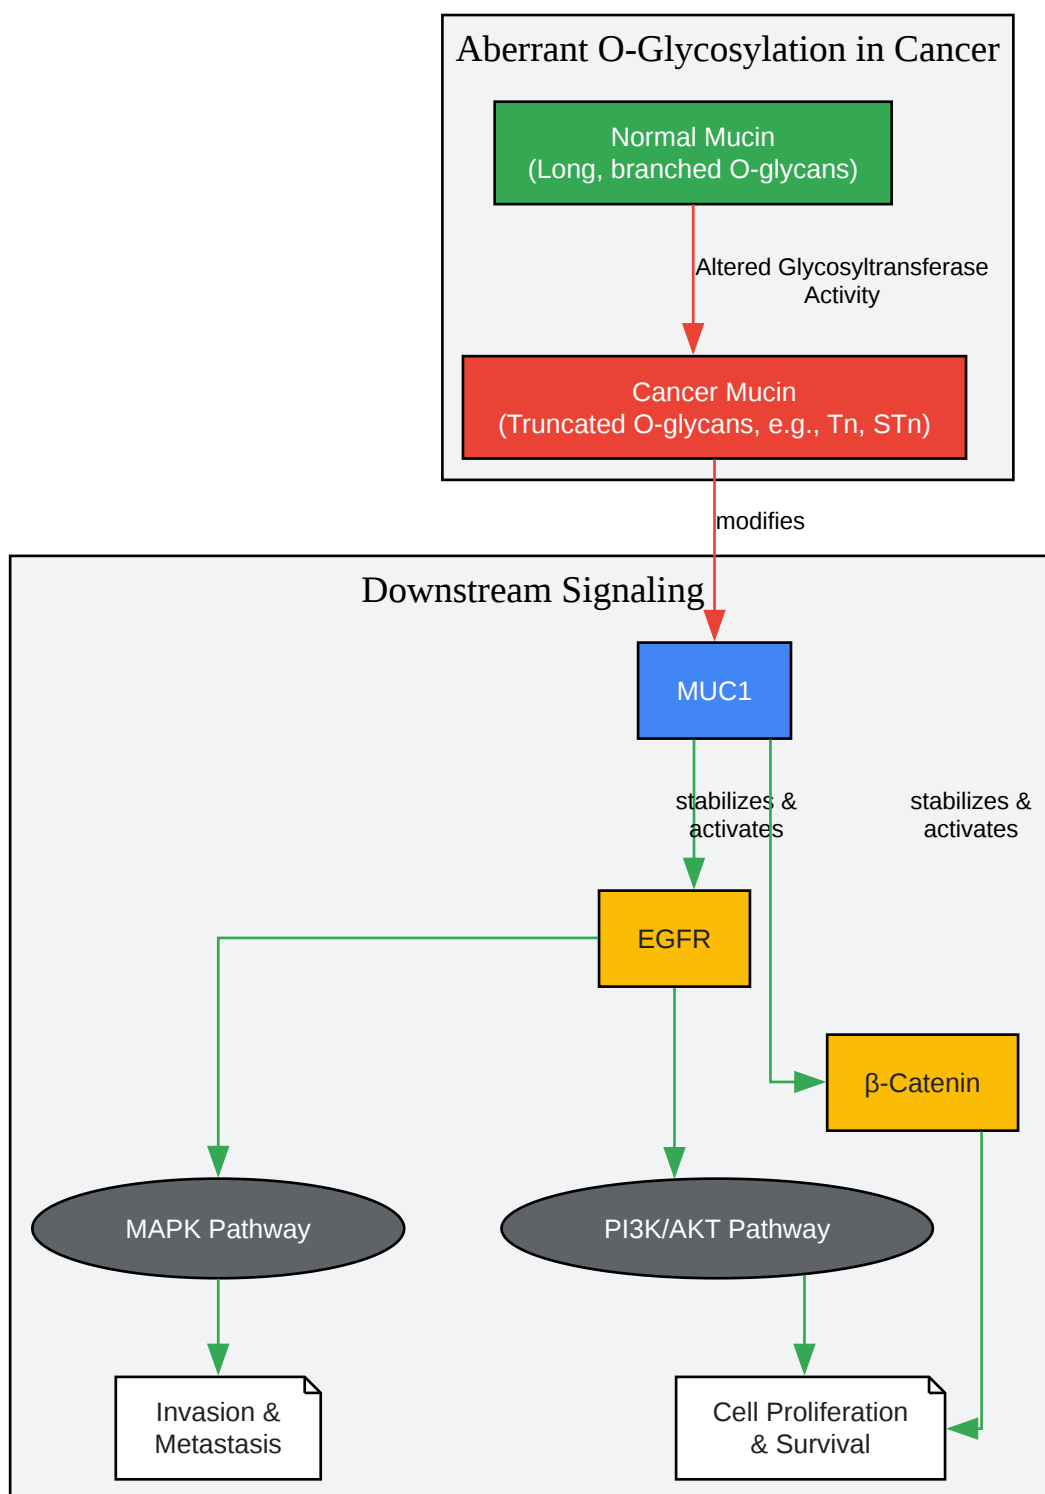 Aberrant O-Glycosylation in Cancer
Normal Mucin
(Long, branched O-glycans)
Altered Glycosyltransferase
Activity
Cancer Mucin
(Truncated O-glycans, e.g., Tn, STn)
modifies
Downstream Signaling
MUC1
stabilizes &
activates
stabilizes &
activates
EGFR
β-Catenin
MAPK Pathway
PI3K/AKT Pathway
Invasion &
Metastasis
Cell Proliferation
& Survival